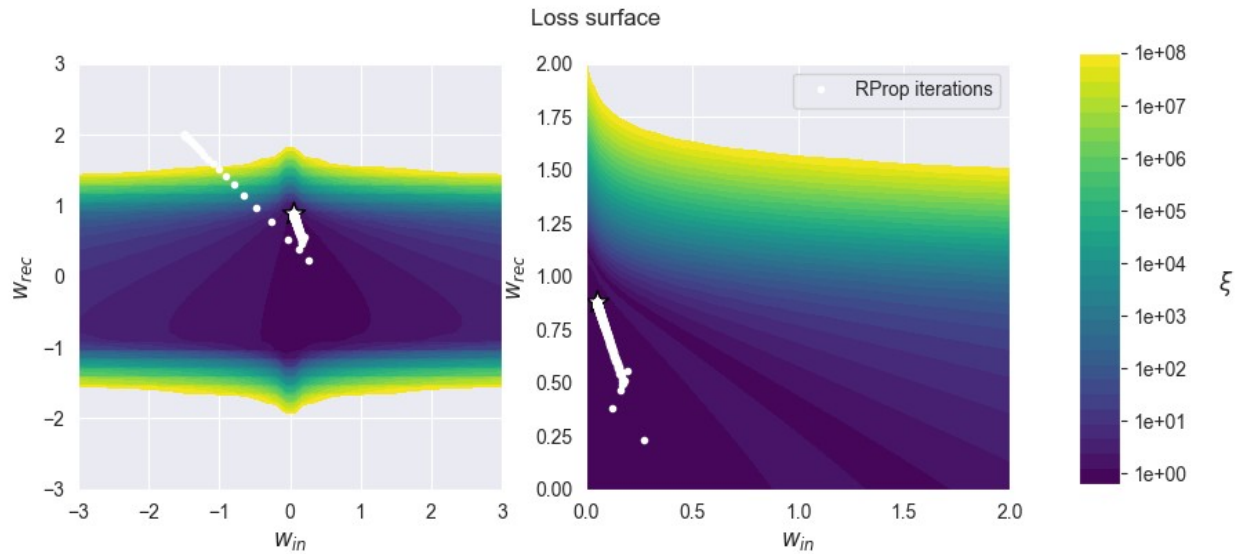 Loss surface
3
2
1
0
−1
−2
−3
w_rec
−3
−2
−1
0
1
2
3
w_in
2.00
1.75
1.50
1.25
1.00
0.75
0.50
0.25
0.00
w_rec
RProp iterations
0.0
0.5
1.0
1.5
2.0
w_in
1e+08
1e+07
1e+06
1e+05
1e+04
1e+03
1e+02
1e+01
1e+00
ξ